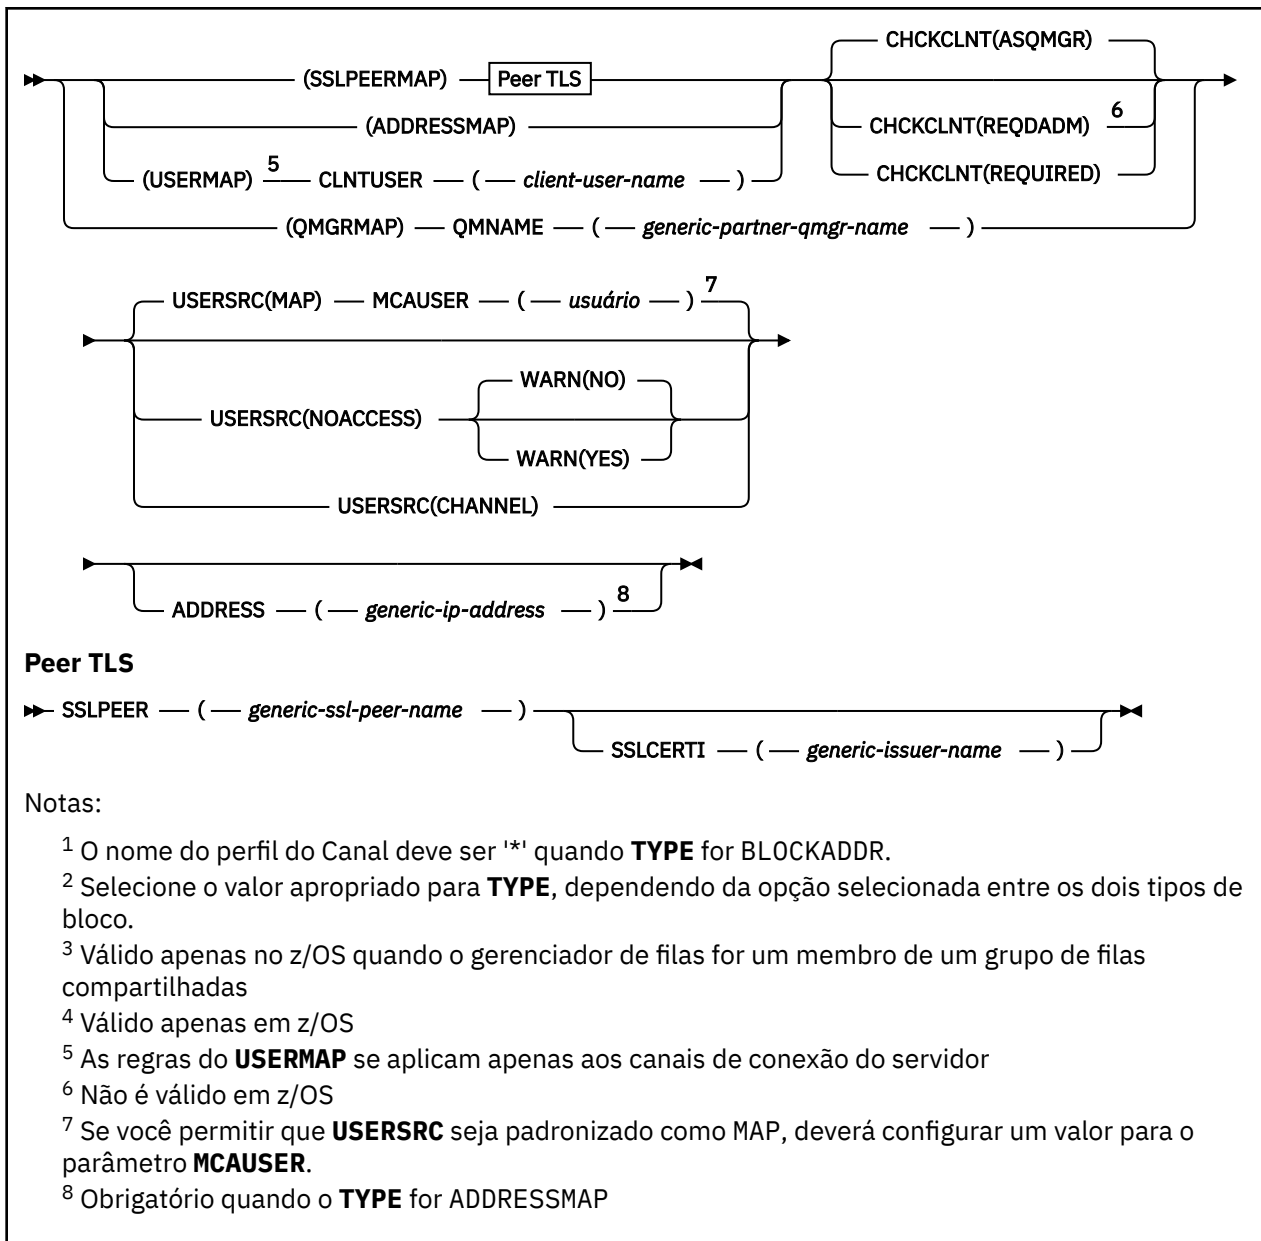 CHCKCLNT(ASQMGR)
(SSLPEERMAP) Peer TLS
(ADDRESSMAP)
CHCKCLNT(REQDADM) 6
(USERMAP) 5 CLNTUSER ( client-user-name )
CHCKCLNT(REQUIRED)
(QMGRMAP) QMNAME ( generic-partner-qmgr-name )
USERSRC(MAP) MCAUSER ( usuário ) 7
WARN(NO)
USERSRC(NOACCESS)
WARN(YES)
USERSRC(CHANNEL)
ADDRESS ( generic-ip-address ) 8
Peer TLS
SSLPEER ( generic-ssl-peer-name )
SSLCERTI ( generic-issuer-name )
Notas:
1 O nome do perfil do Canal deve ser '*' quando TYPE for BLOCKADDR.
2 Selecione o valor apropriado para TYPE, dependendo da opção selecionada entre os dois tipos de
bloco.
3 Válido apenas no z/OS quando o gerenciador de filas for um membro de um grupo de filas
compartilhadas
4 Válido apenas em z/OS
5 As regras do USERMAP se aplicam apenas aos canais de conexão do servidor
6 Não é válido em z/OS
7 Se você permitir que USERSRC seja padronizado como MAP, deverá configurar um valor para o
parâmetro MCAUSER.
8 Obrigatório quando o TYPE for ADDRESSMAP